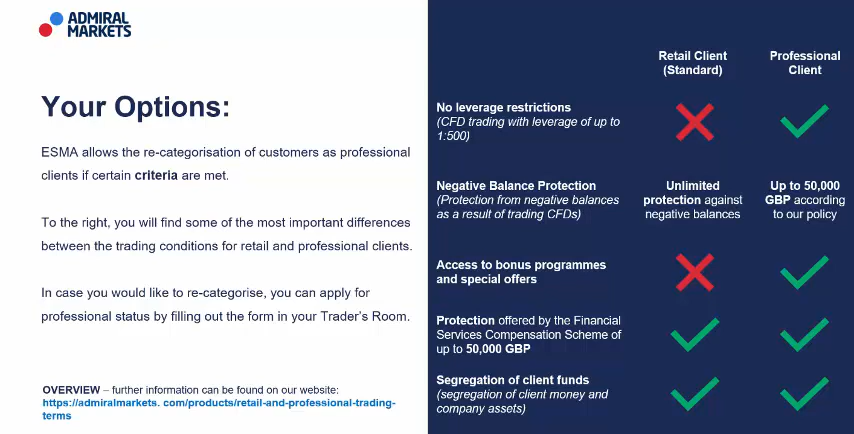 ADMIRAL
MARKETS
Your Options:
ESMA allows the re-categorisation of customers as professional
clients if certain criteria are met.
To the right, you will find some of the most important differences
between the trading conditions for retail and professional clients.
In case you would like to re-categorise, you can apply for
professional status by filling out the form in your Trader's Room.
OVERVIEW – further information can be found on our website:
https://admiralmarkets. com/products/retail-and-professional-trading-
terms
Retail Client
(Standard)
Professional
Client
No leverage restrictions
(CFD trading with leverage of up to
1:500)
Negative Balance Protection
(Protection from negative balances
as a result of trading CFDs)
Unlimited
protection against
negative balances
Up to 50,000
GBP according
to our policy
Access to bonus programmes
and special offers
Protection offered by the Financial
Services Compensation Scheme of
up to 50,000 GBP
Segregation of client funds
(segregation of client money and
company assets)